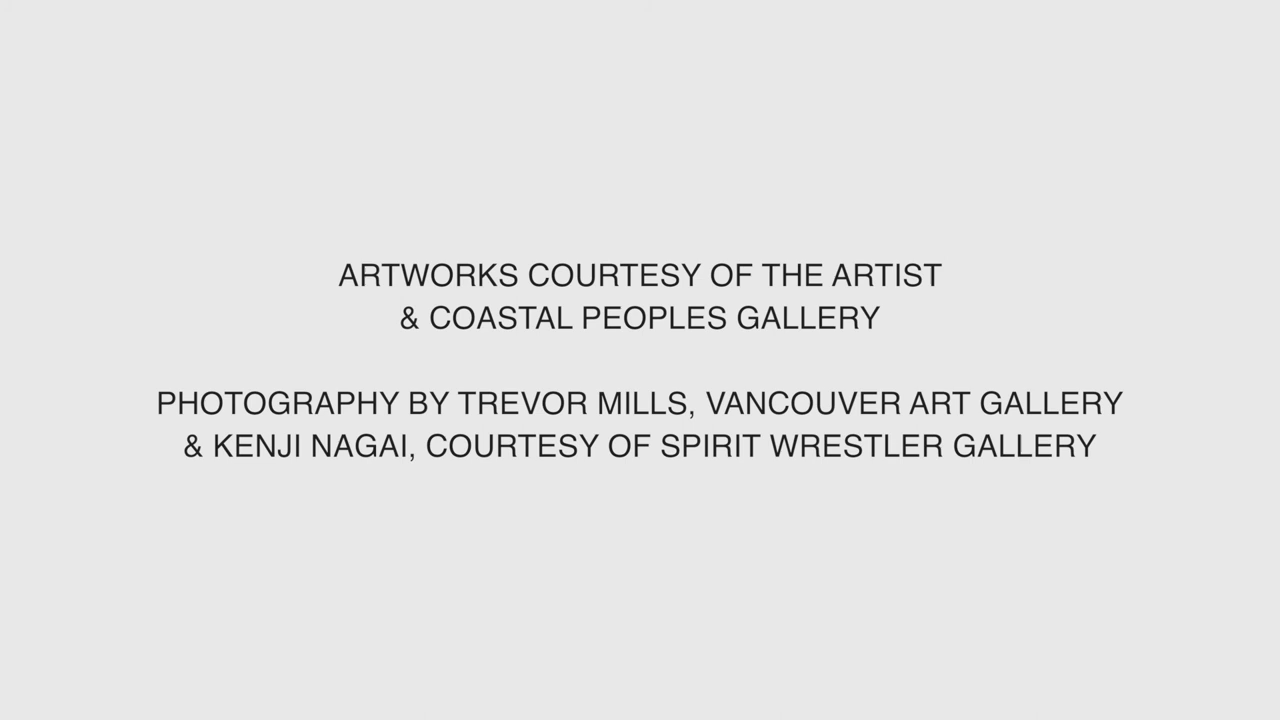 ARTWORKS COURTESY OF THE ARTIST
& COASTAL PEOPLES GALLERY
PHOTOGRAPHY BY TREVOR MILLS, VANCOUVER ART GALLERY
& KENJI NAGAI, COURTESY OF SPIRIT WRESTLER GALLERY